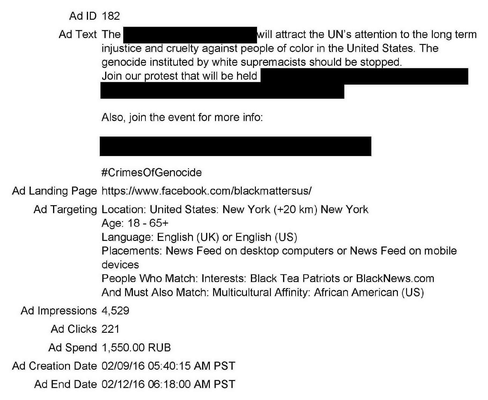 Ad ID 182
Ad Text The will attract the UN's attention to the long term
injustice and cruelty against people of color in the United States. The
genocide instituted by white supremacists should be stopped.
Join our protest that will be held
Also, join the event for more info:
#CrimesOfGenocide
Ad Landing Page https://www.facebook.com/blackmattersus/
Ad Targeting Location: United States: New York (+20 km) New York
Age: 18 - 65+
Language: English (UK) or English (US)
Placements: News Feed on desktop computers or News Feed on mobile
devices
People Who Match: Interests: Black Tea Patriots or BlackNews.com
And Must Also Match: Multicultural Affinity: African American (US)
Ad Impressions 4,529
Ad Clicks 221
Ad Spend 1,550.00 RUB
Ad Creation Date 02/09/16 05:40:15 AM PST
Ad End Date 02/12/16 06:18:00 AM PST